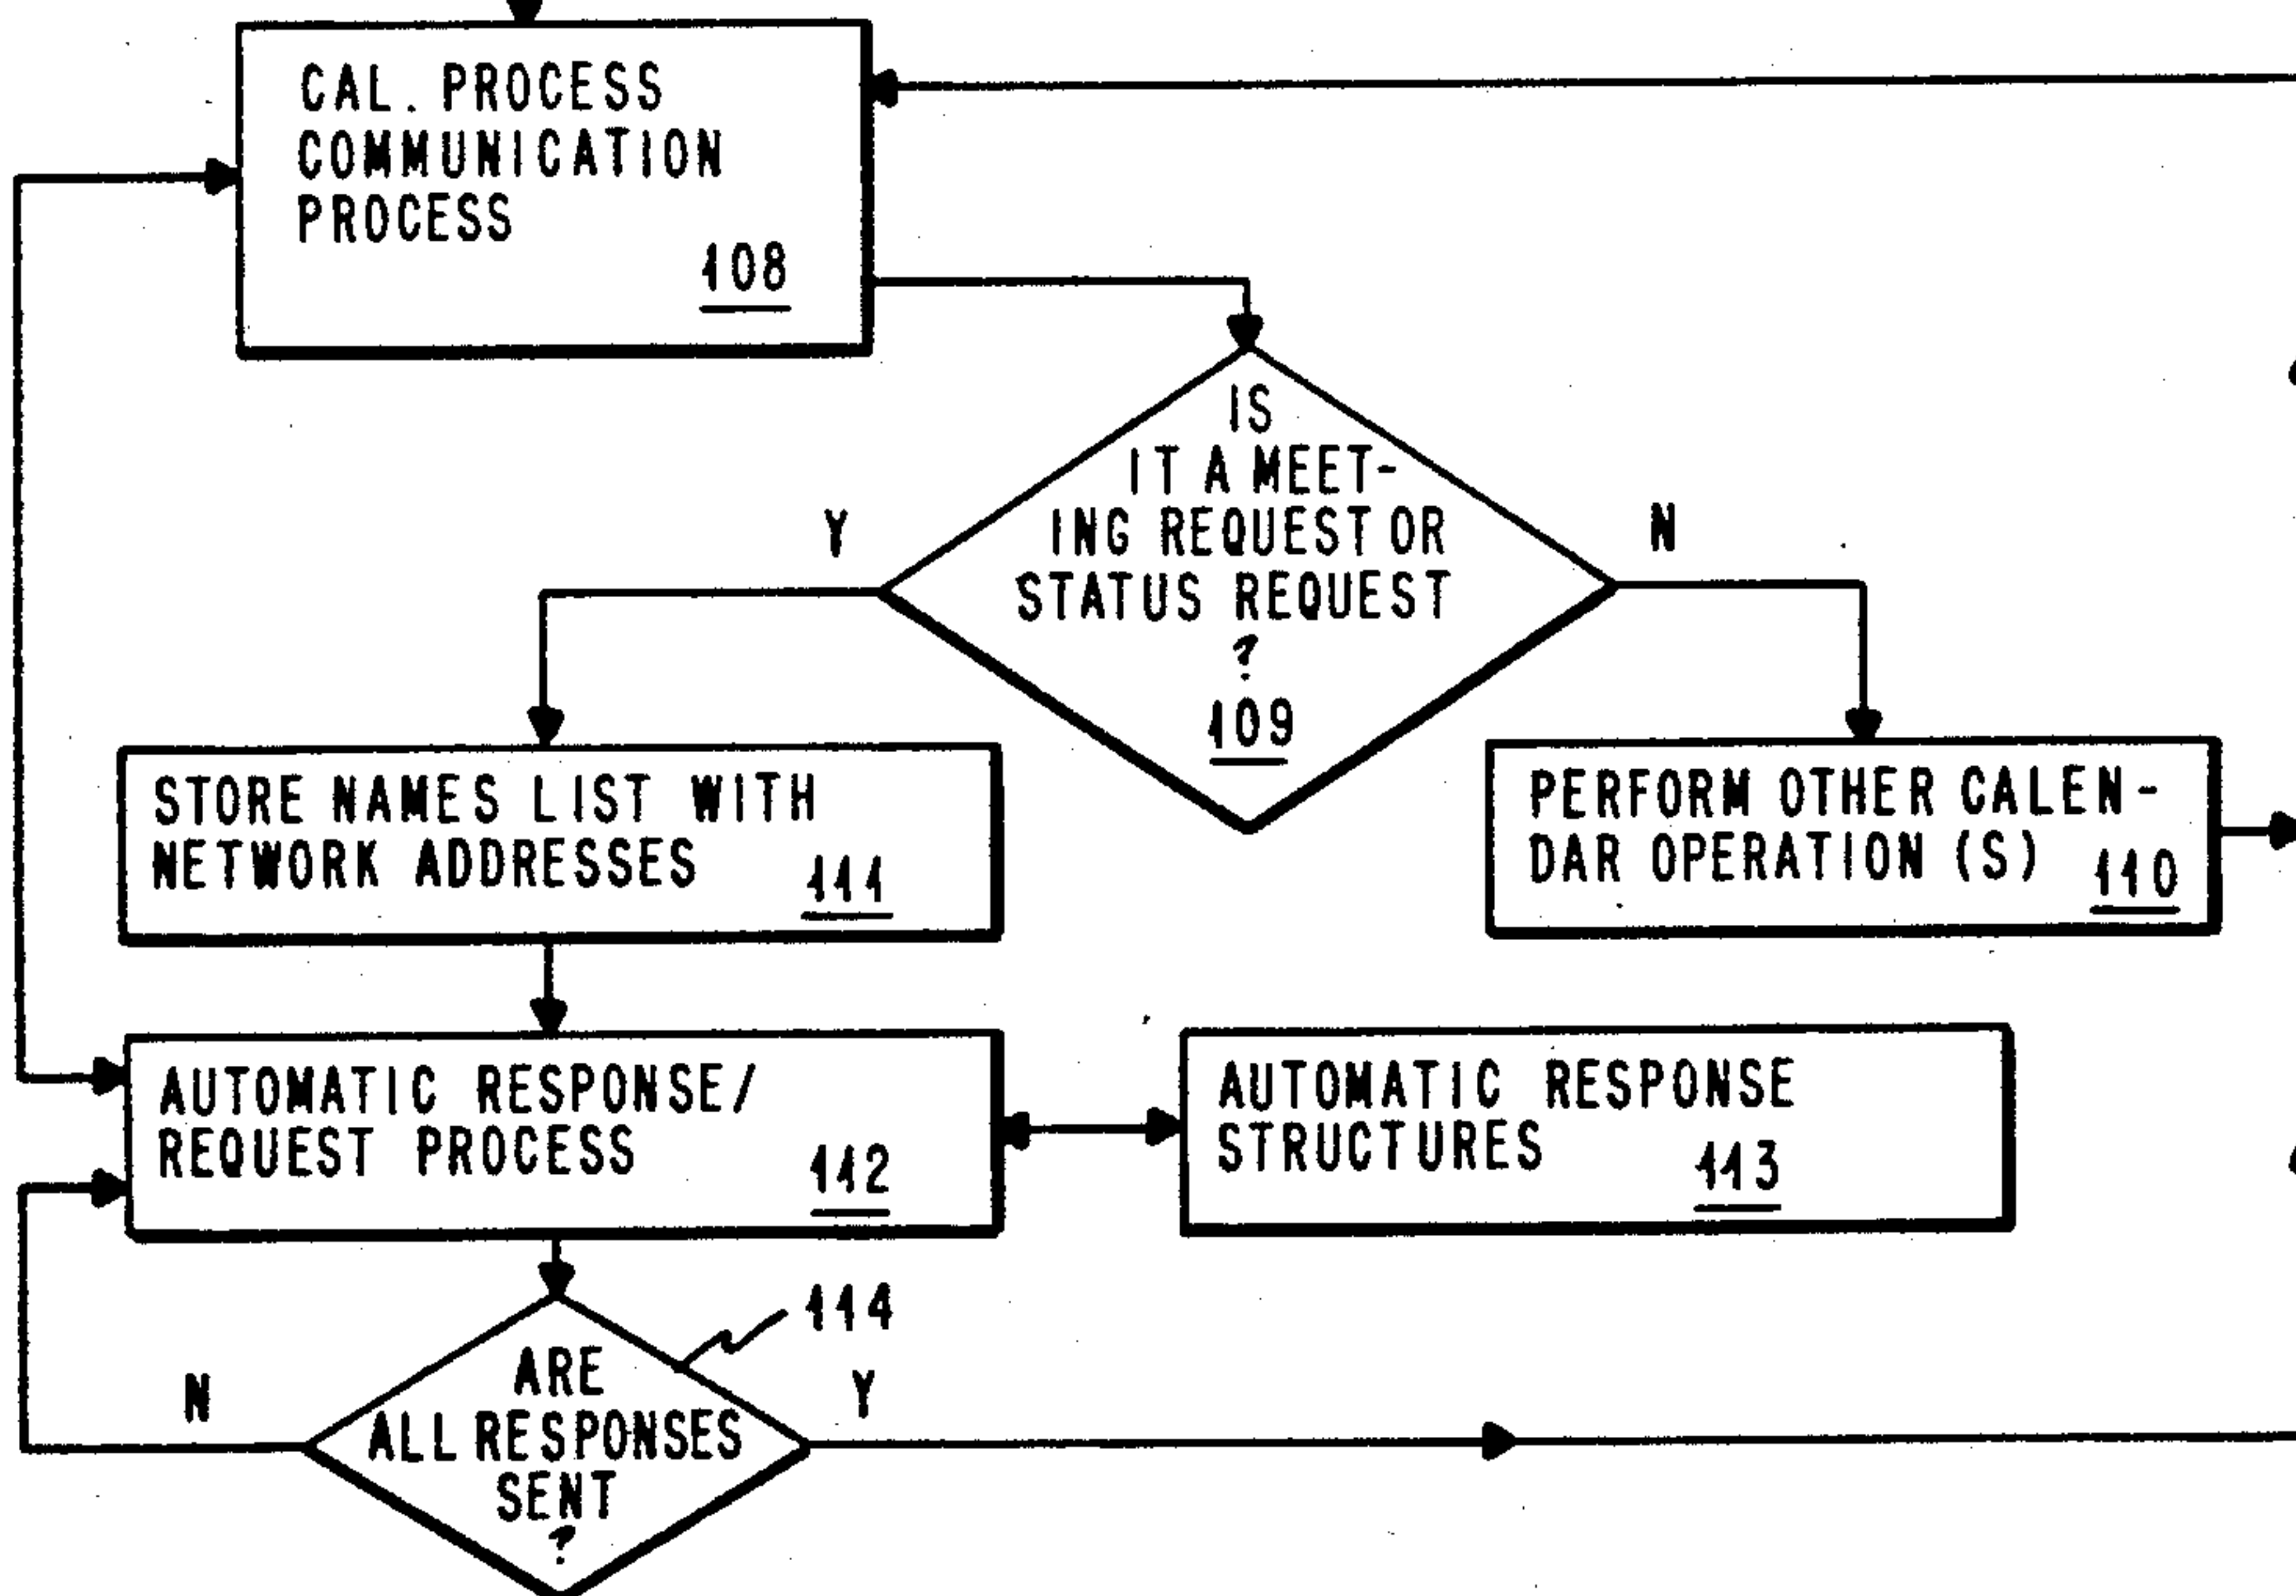 CAL. PROCESS
COMMUNICATION
PROCESS
108
IS
IT A MEET-
ING REQUEST OR
STATUS REQUEST
?
109
Y
N
STORE NAMES LIST WITH
NETWORK ADDRESSES
111
PERFORM OTHER CALEN-
DAR OPERATION (S)
110
AUTOMATIC RESPONSE/
REQUEST PROCESS
112
AUTOMATIC RESPONSE
STRUCTURES
113
114
ARE
ALL RESPONSES
SENT
?
N
Y